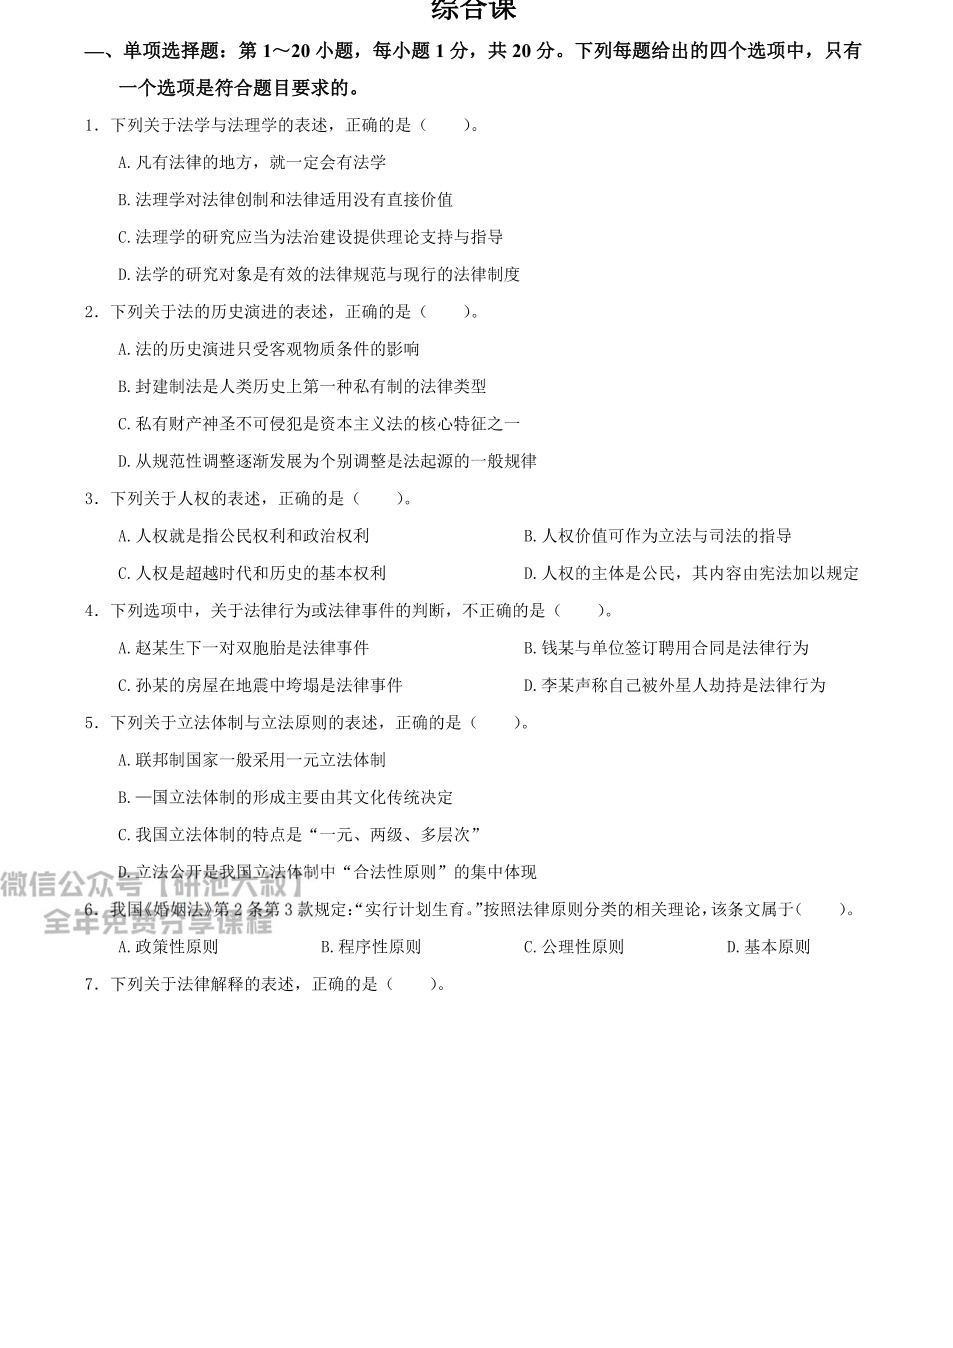 综合课
一、单项选择题：第 1～20 小题，每小题 1 分，共 20 分。下列每题给出的四个选项中，只有
一个选项是符合题目要求的。
1．下列关于法学与法理学的表述，正确的是（　　）。
A.凡有法律的地方，就一定会有法学
B.法理学对法律创制和法律适用没有直接价值
C.法理学的研究应当为法治建设提供理论支持与指导
D.法学的研究对象是有效的法律规范与现行的法律制度
2．下列关于法的历史演进的表述，正确的是（　　）。
A.法的历史演进只受客观物质条件的影响
B.封建制法是人类历史上第一种私有制的法律类型
C.私有财产神圣不可侵犯是资本主义法的核心特征之一
D.从规范性调整逐渐发展为个别调整是法起源的一般规律
3．下列关于人权的表述，正确的是（　　）。
A.人权就是指公民权利和政治权利　　B.人权价值可作为立法与司法的指导
C.人权是超越时代和历史的基本权利　　D.人权的主体是公民，其内容由宪法加以规定
4．下列选项中，关于法律行为或法律事件的判断，不正确的是（　　）。
A.赵某生下一对双胞胎是法律事件　　B.钱某与单位签订聘用合同是法律行为
C.孙某的房屋在地震中垮塌是法律事件　　D.李某声称自己被外星人劫持是法律行为
5．下列关于立法体制与立法原则的表述，正确的是（　　）。
A.联邦制国家一般采用一元立法体制
B.一国立法体制的形成主要由其文化传统决定
C.我国立法体制的特点是“一元、两级、多层次”
D.立法公开是我国立法体制中“合法性原则”的集中体现
微信公众号【研池大叔】
6．我国《婚姻法》第 2 条第 3 款规定：“实行计划生育。”按照法律原则分类的相关理论，该条文属于（　　）。
全年免费分享课程
A.政策性原则　　B.程序性原则　　C.公理性原则　　D.基本原则
7．下列关于法律解释的表述，正确的是（　　）。